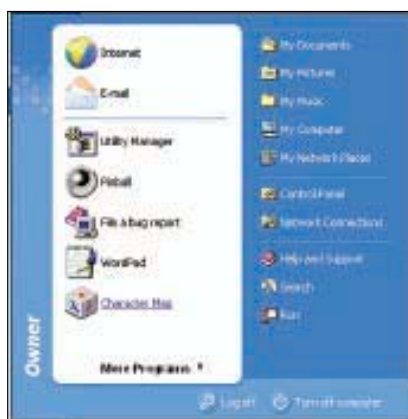 Internet
E-mail
Utility Manager
Pinball
File a bug report
WordPad
Character Map
More Programs
Owner
My Documents
My Pictures
My Music
My Computer
My Network Places
Control Panel
Network Connections
Help and Support
Search
Run
Log off
Turn off computer